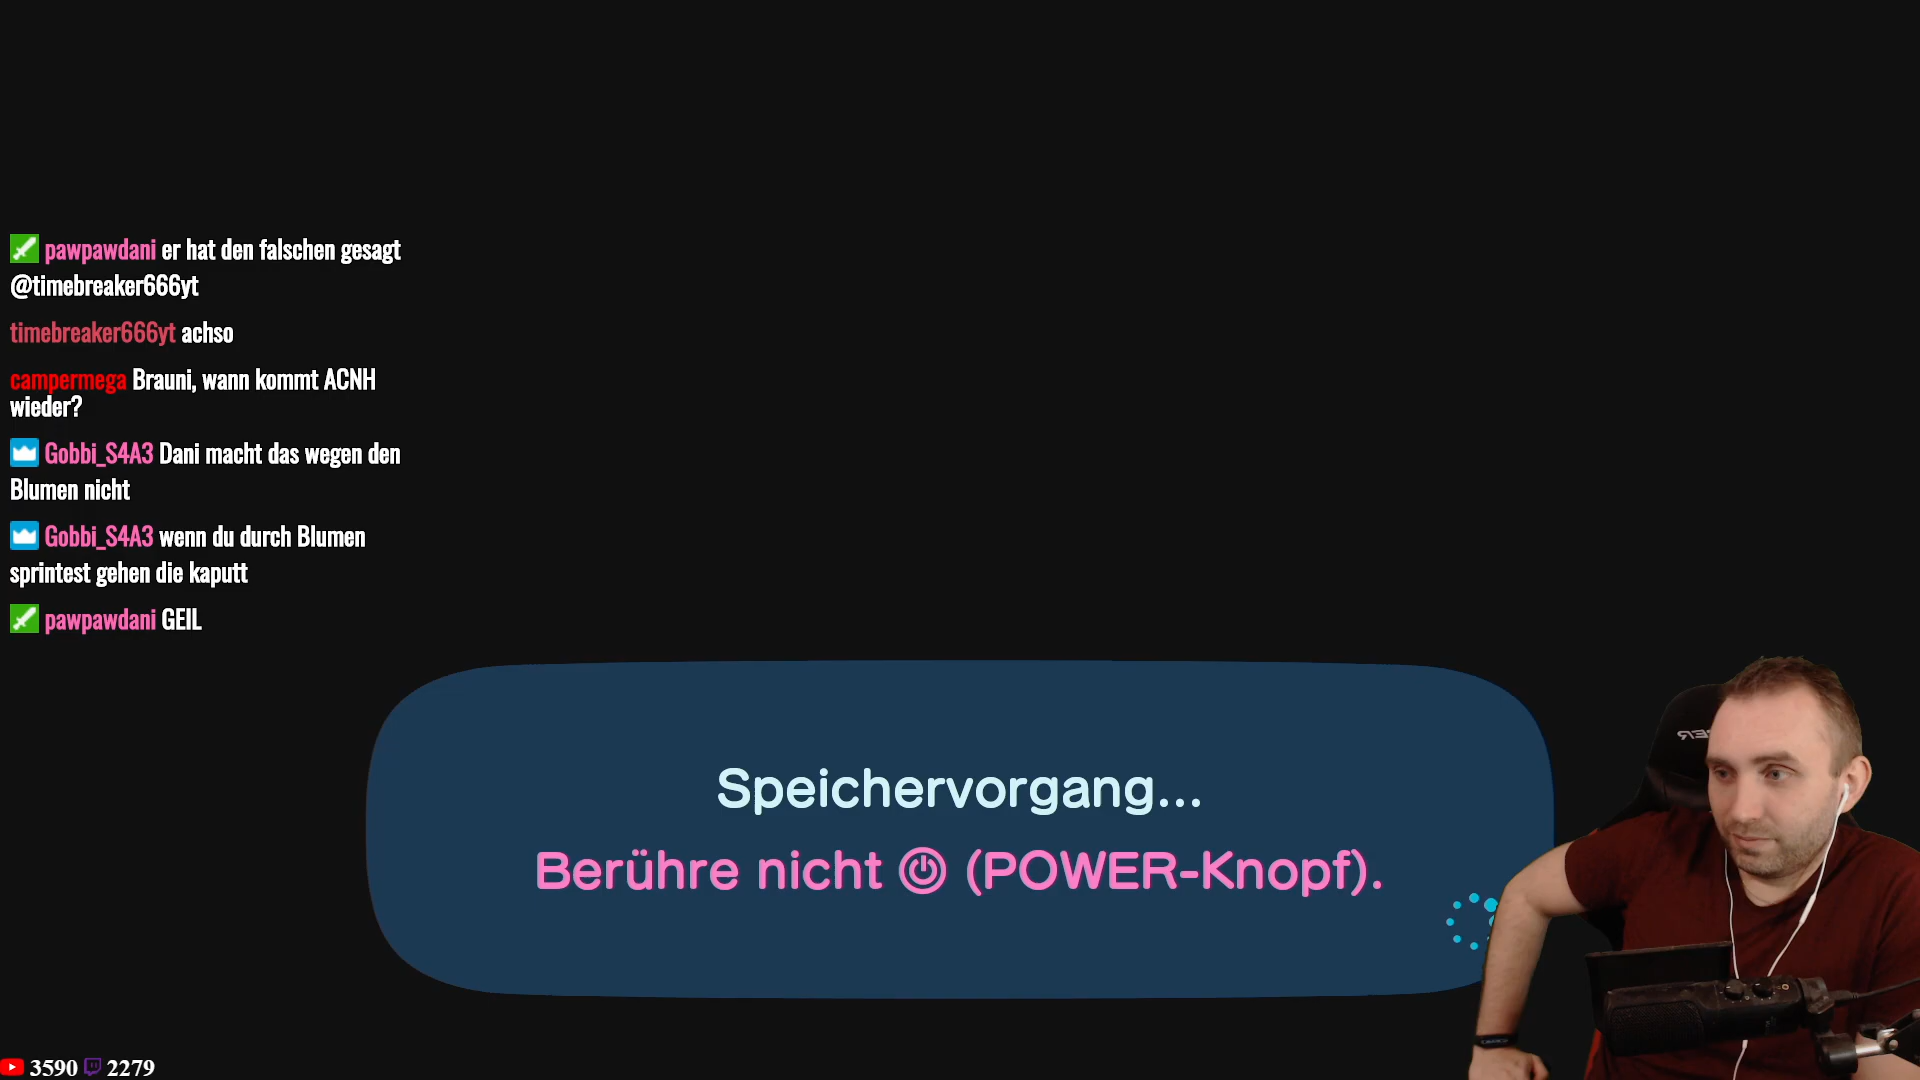 pawpawdani er hat den falschen gesagt
@timebreaker666yt
timebreaker666yt achso
campermega Brauni, wann kommt ACNH
wieder?
Gobbi_S4A3 Dani macht das wegen den
Blumen nicht
Gobbi_S4A3 wenn du durch Blumen
sprintest gehen die kaputt
pawpawdani GEIL
Speichervorgang...
Berühre nicht (POWER-Knopf).
3590 2279